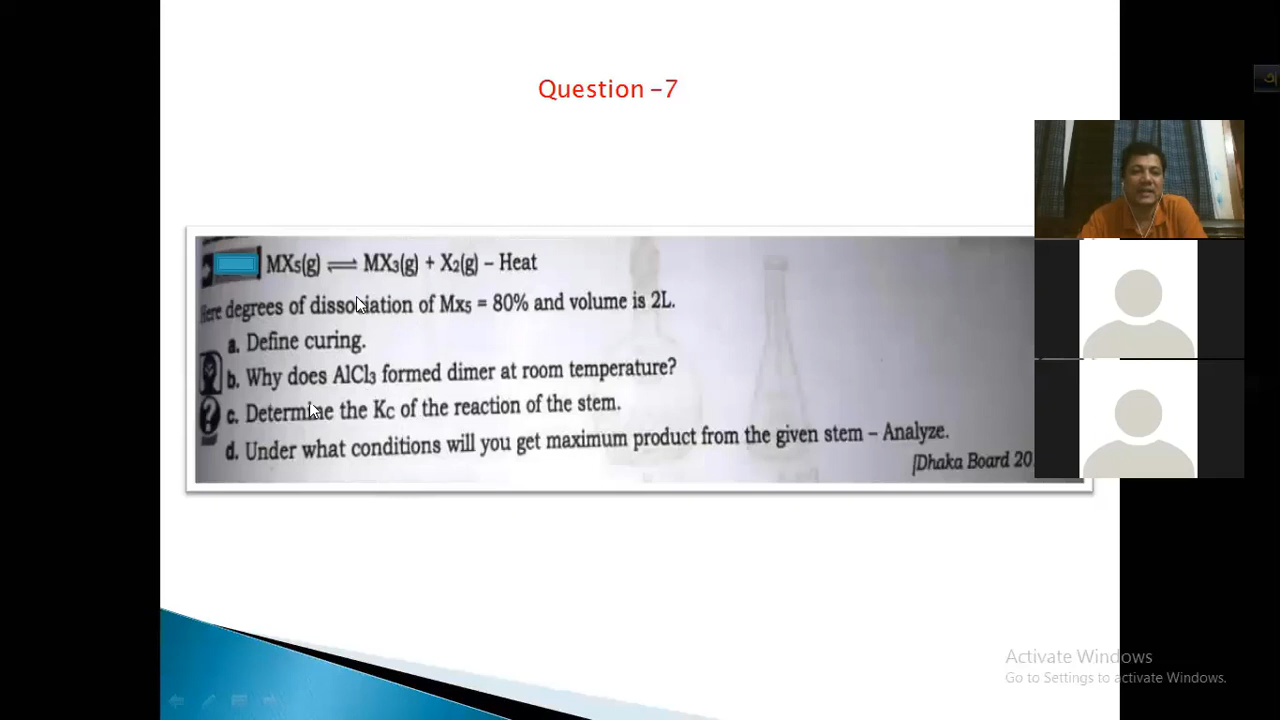 Question –7
MX₅(g) ⇌ MX₃(g) + X₂(g) – Heat
Here degrees of dissociation of Mx₅ = 80% and volume is 2L.
a. Define curing.
b. Why does AlCl₃ formed dimer at room temperature?
c. Determine the Kc of the reaction of the stem.
d. Under what conditions will you get maximum product from the given stem – Analyze.
[Dhaka Board 20
Activate Windows
Go to Settings to activate Windows.